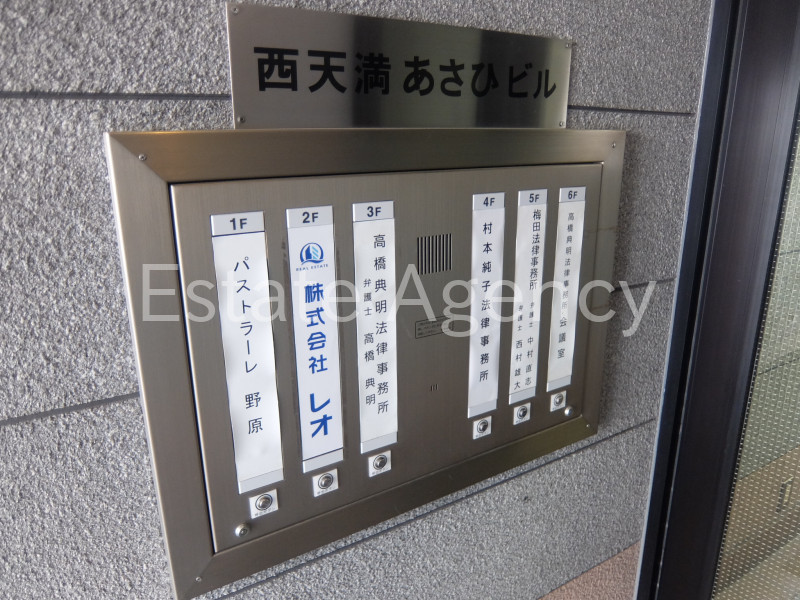 西天満 あさひビル
1F
パストラーレ 野原
2F
REAL ESTATE
株式会社 レオ
3F
高橋典明法律事務所
弁護士 高橋典明
4F
村本純子法律事務所
5F
梅田法律事務所
弁護士 中村直志
弁護士 西村雄大
6F
高橋典明法律事務所
会議室
Estate Agency